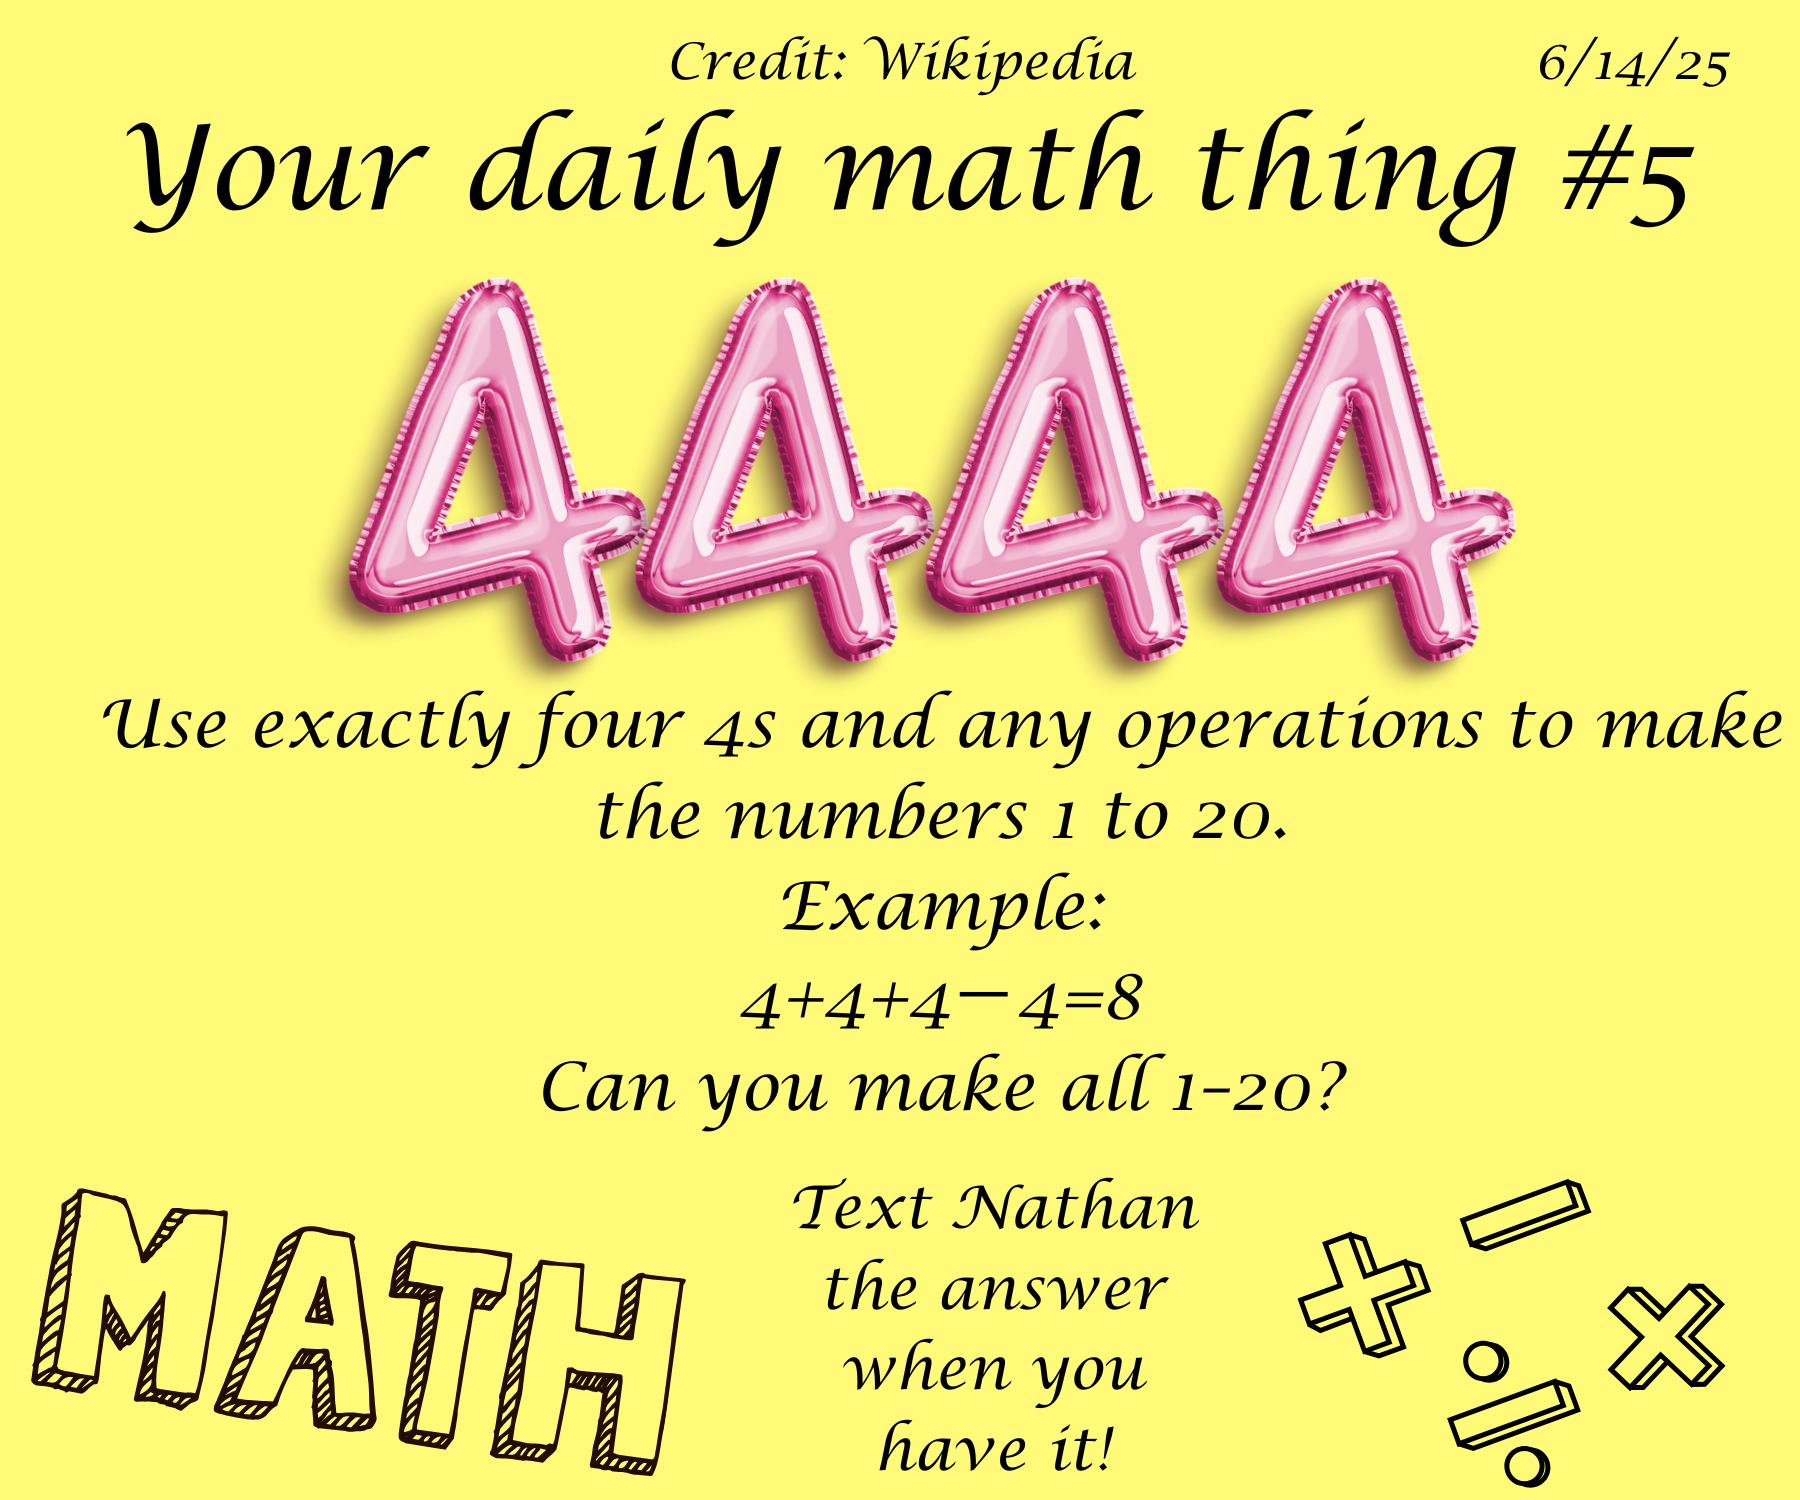 Credit: Wikipedia
6/14/25
Your daily math thing #5
4444
Use exactly four 4s and any operations to make
the numbers 1 to 20.
Example:
4+4+4−4=8
Can you make all 1–20?
MATH
Text Nathan
the answer
when you
have it!
+ − × ÷